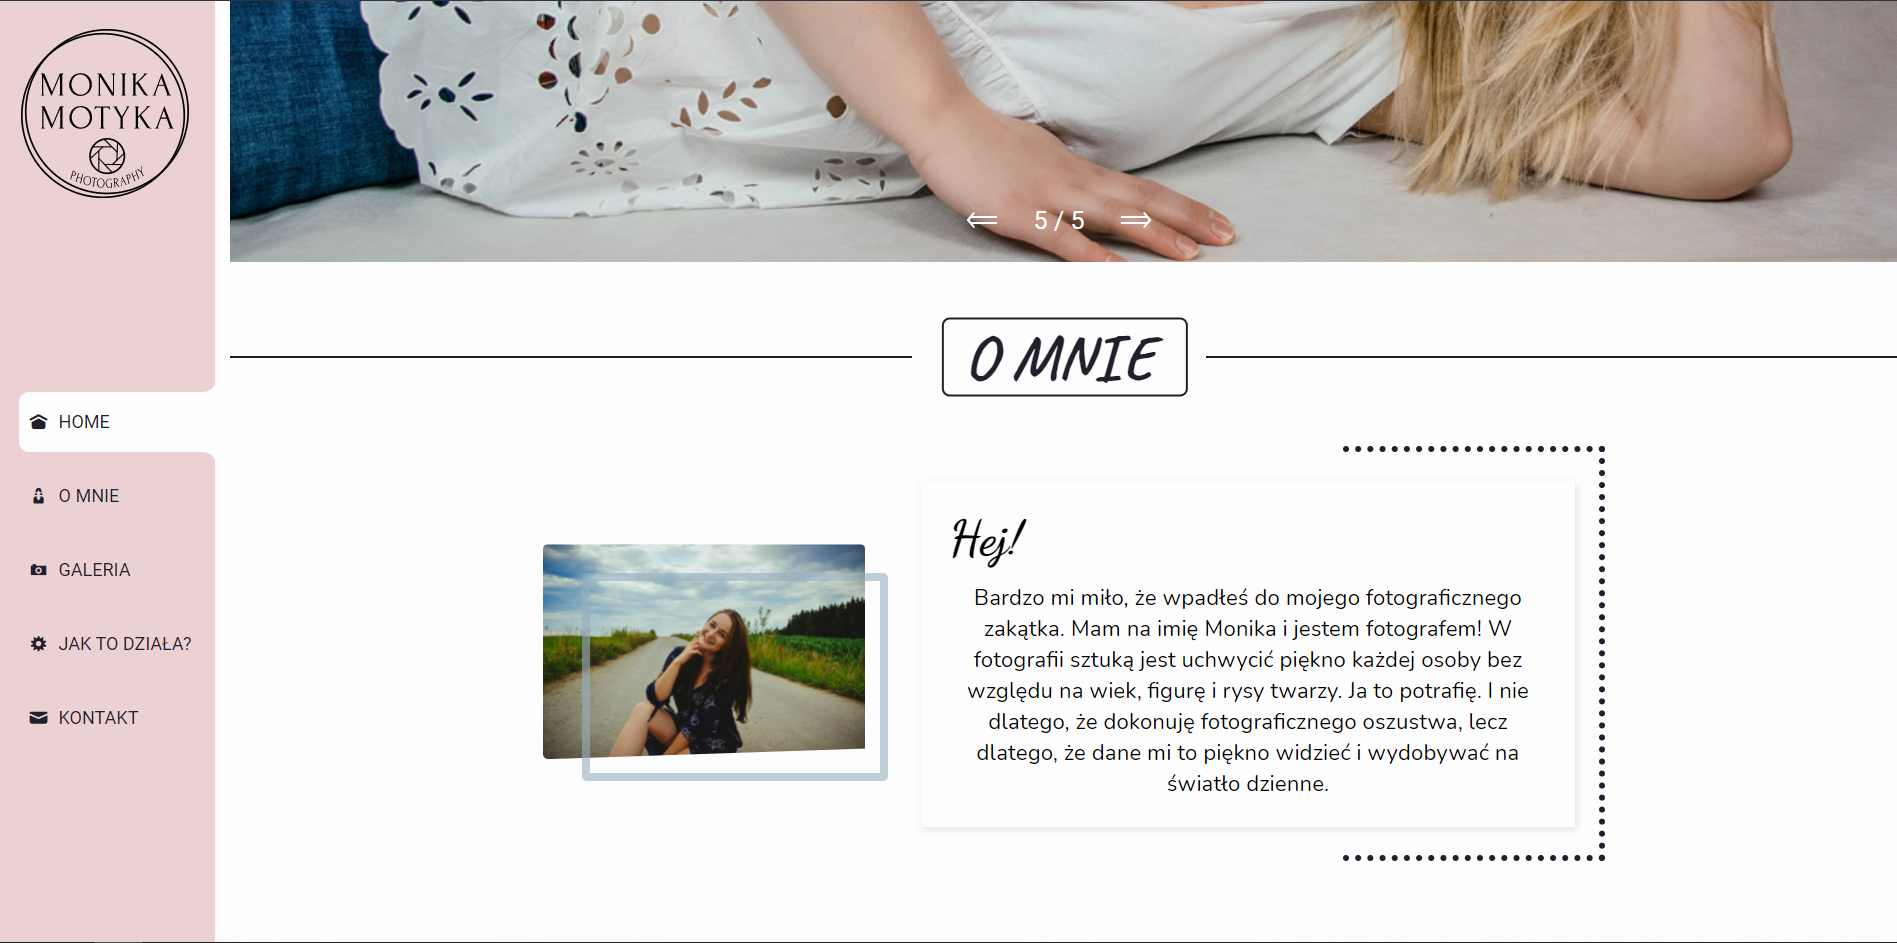 MONIKA
MOTYKA
PHOTOGRAPHY
HOME
O MNIE
GALERIA
JAK TO DZIAŁA?
KONTAKT
5 / 5
O MNIE
Hej!
Bardzo mi miło, że wpadłeś do mojego fotograficznego
zakątka. Mam na imię Monika i jestem fotografem! W
fotografii sztuką jest uchwycić piękno każdej osoby bez
względu na wiek, figurę i rysy twarzy. Ja to potrafię. I nie
dlatego, że dokonuję fotograficznego oszustwa, lecz
dlatego, że dane mi to piękno widzieć i wydobywać na
światło dzienne.